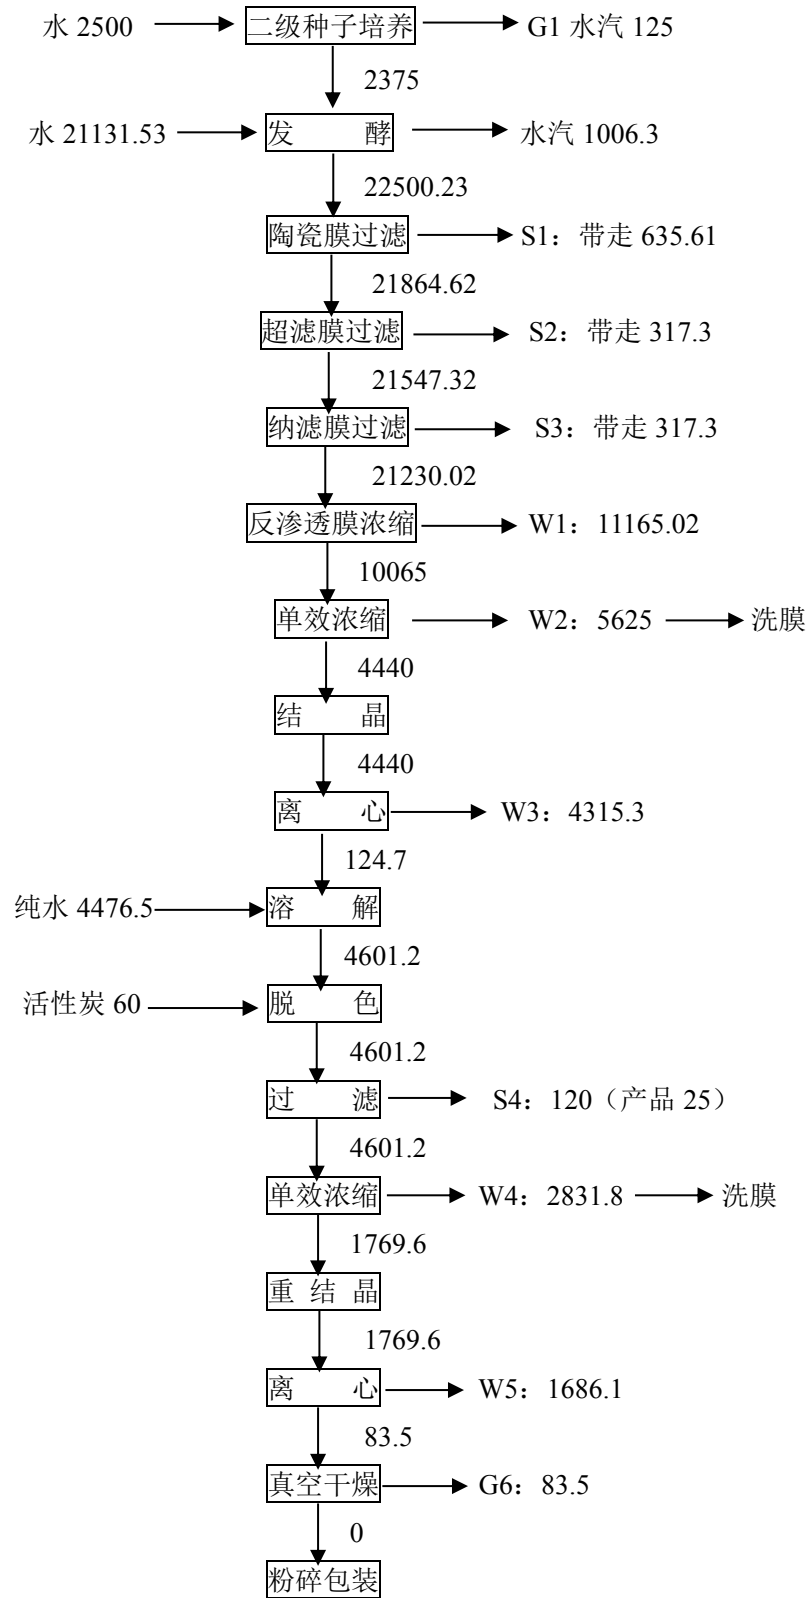 水 2500 二级种子培养 G1 水汽 125
2375
水 21131.53 发 酵 水汽 1006.3
22500.23
陶瓷膜过滤 S1：带走 635.61
21864.62
超滤膜过滤 S2：带走 317.3
21547.32
纳滤膜过滤 S3：带走 317.3
21230.02
反渗透膜浓缩 W1：11165.02
10065
单效浓缩 W2：5625 洗膜
4440
结 晶
4440
离 心 W3：4315.3
124.7
纯水 4476.5 溶 解
4601.2
活性炭 60 脱 色
4601.2
过 滤 S4：120（产品 25）
4601.2
单效浓缩 W4：2831.8 洗膜
1769.6
重 结 晶
1769.6
离 心 W5：1686.1
83.5
真空干燥 G6：83.5
0
粉碎包装